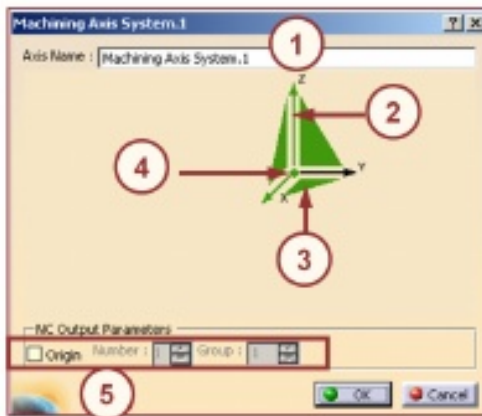 Machining Axis System.1
? X
1
Axis Name : Machining Axis System.1
Z
2
4
Y
X
3
NC Output Parameters
Origin Number : 1 Group : 1
5
OK Cancel